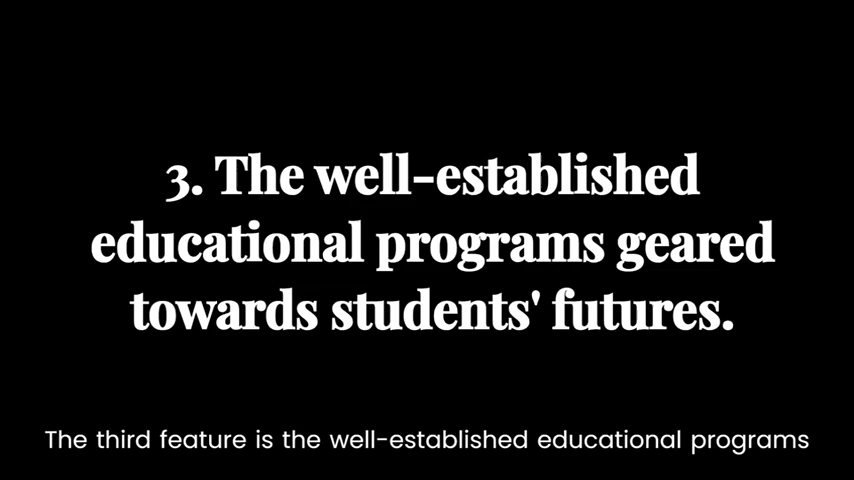 3. The well-established
educational programs geared
towards students' futures.
The third feature is the well-established educational programs